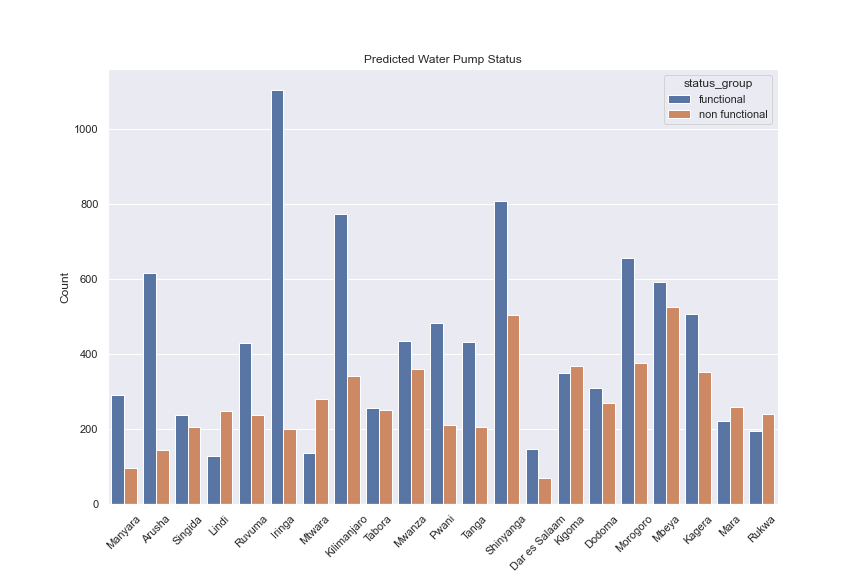 Predicted Water Pump Status
status_group
functional
non functional
Count
1000
800
600
400
200
0
Manyara
Arusha
Singida
Lindi
Ruvuma
Iringa
Mtwara
Kilimanjaro
Tabora
Mwanza
Pwani
Tanga
Shinyanga
Dar es Salaam
Kigoma
Dodoma
Morogoro
Mbeya
Kagera
Mara
Rukwa